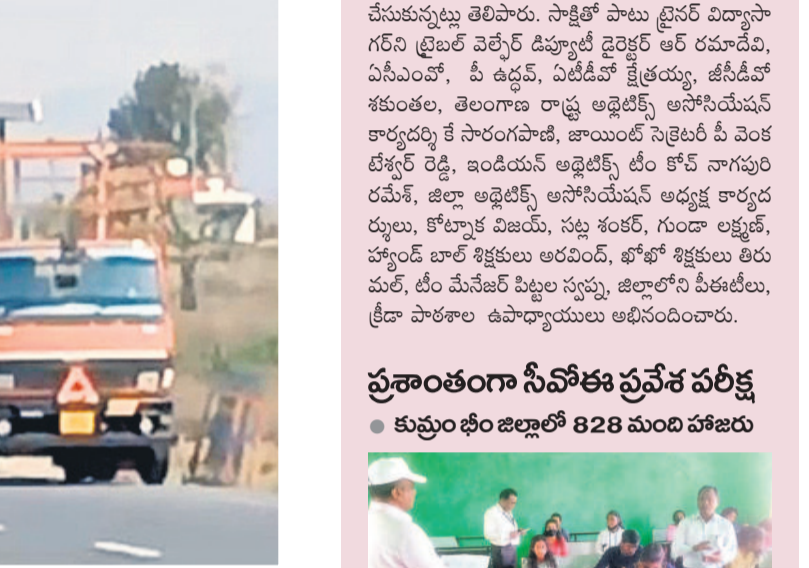 చేసుకున్నట్లు తెలిపారు. సాక్షితో పాటు ట్రైనర్ విద్యాసా
గర్‌ని ట్రైబల్ వెల్ఫేర్ డిప్యూటీ డైరెక్టర్ ఆర్ రమాదేవి,
ఏసీఎంవో, పీ ఉద్ధవ్, ఏటీడీవో క్షేత్రయ్య, జీసీడీవో
శకుంతల, తెలంగాణ రాష్ట్ర అథ్లెటిక్స్ అసోసియేషన్
కార్యదర్శి కే సారంగపాణి, జాయింట్ సెక్రెటరీ పీ వెంక
టేశ్వర్ రెడ్డి, ఇండియన్ అథ్లెటిక్స్ టీం కోచ్ నాగపురి
రమేశ్, జిల్లా అథ్లెటిక్స్ అసోసియేషన్ అధ్యక్ష కార్యద
ర్శులు, కోట్నాక విజయ్, సట్ల శంకర్, గుండా లక్ష్మణ్,
హ్యాండ్ బాల్ శిక్షకులు అరవింద్, ఖోఖో శిక్షకులు తిరు
మల్, టీం మేనేజర్ పిట్టల స్వప్న, జిల్లాలోని పీఈటీలు,
క్రీడా పాఠశాల ఉపాధ్యాయులు అభినందించారు.
ప్రశాంతంగా సీవోఈ ప్రవేశ పరీక్ష
● కుమ్రం భీం జిల్లాలో 828 మంది హాజరు